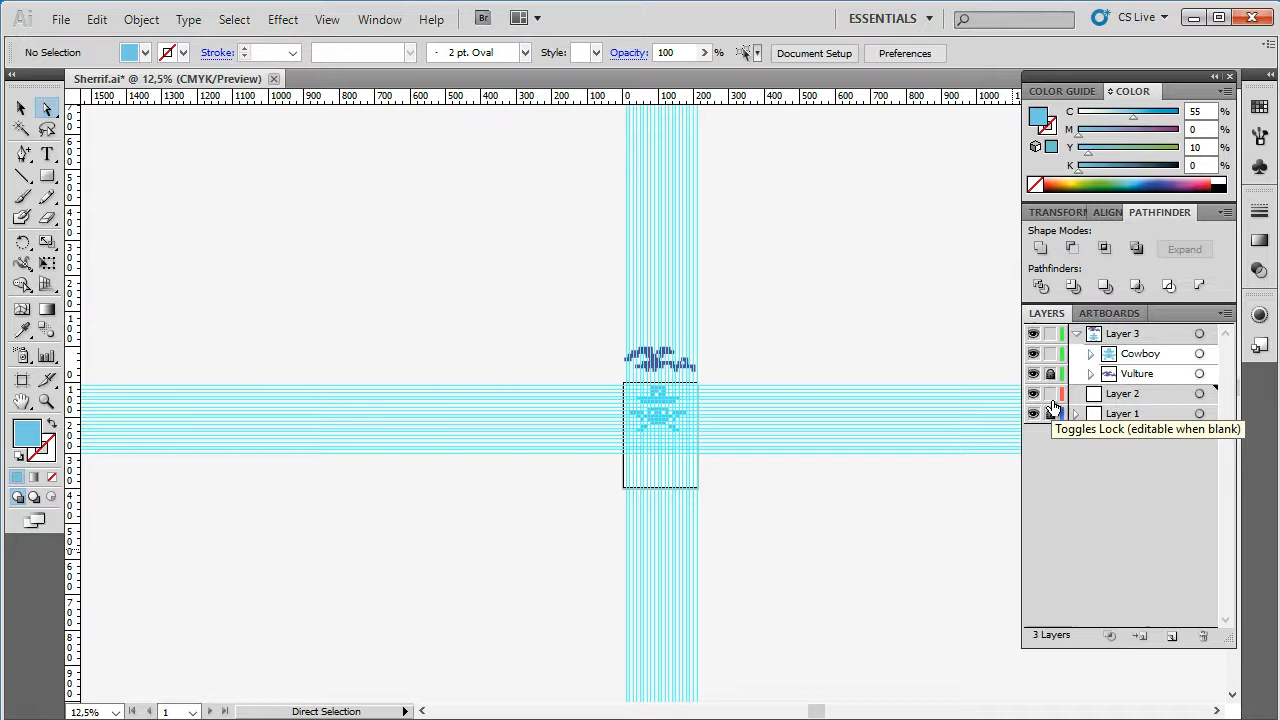 Ai File Edit Object Type Select Effect View Window Help Br ESSENTIALS CS Live
No Selection Stroke: 2 pt. Oval Style: Opacity: 100 % Document Setup Preferences
Sherrif.ai* @ 12,5% (CMYK/Preview)
1500 1400 1300 1200 1100 1000 900 800 700 600 500 400 300 200 100 0 100 200 300 400 500 600 700 800 900 1000
COLOR GUIDE COLOR
C 55 %
M 0 %
Y 10 %
K 0 %
TRANSFORM ALIGN PATHFINDER
Shape Modes:
Expand
Pathfinders:
LAYERS ARTBOARDS
Layer 3
Cowboy
Vulture
Layer 2
Layer 1
Toggles Lock (editable when blank)
3 Layers
12,5% 1 Direct Selection